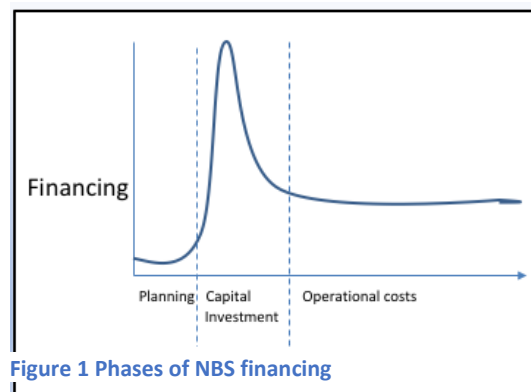 Financing
Planning
Capital
Investment
Operational costs
Figure 1 Phases of NBS financing